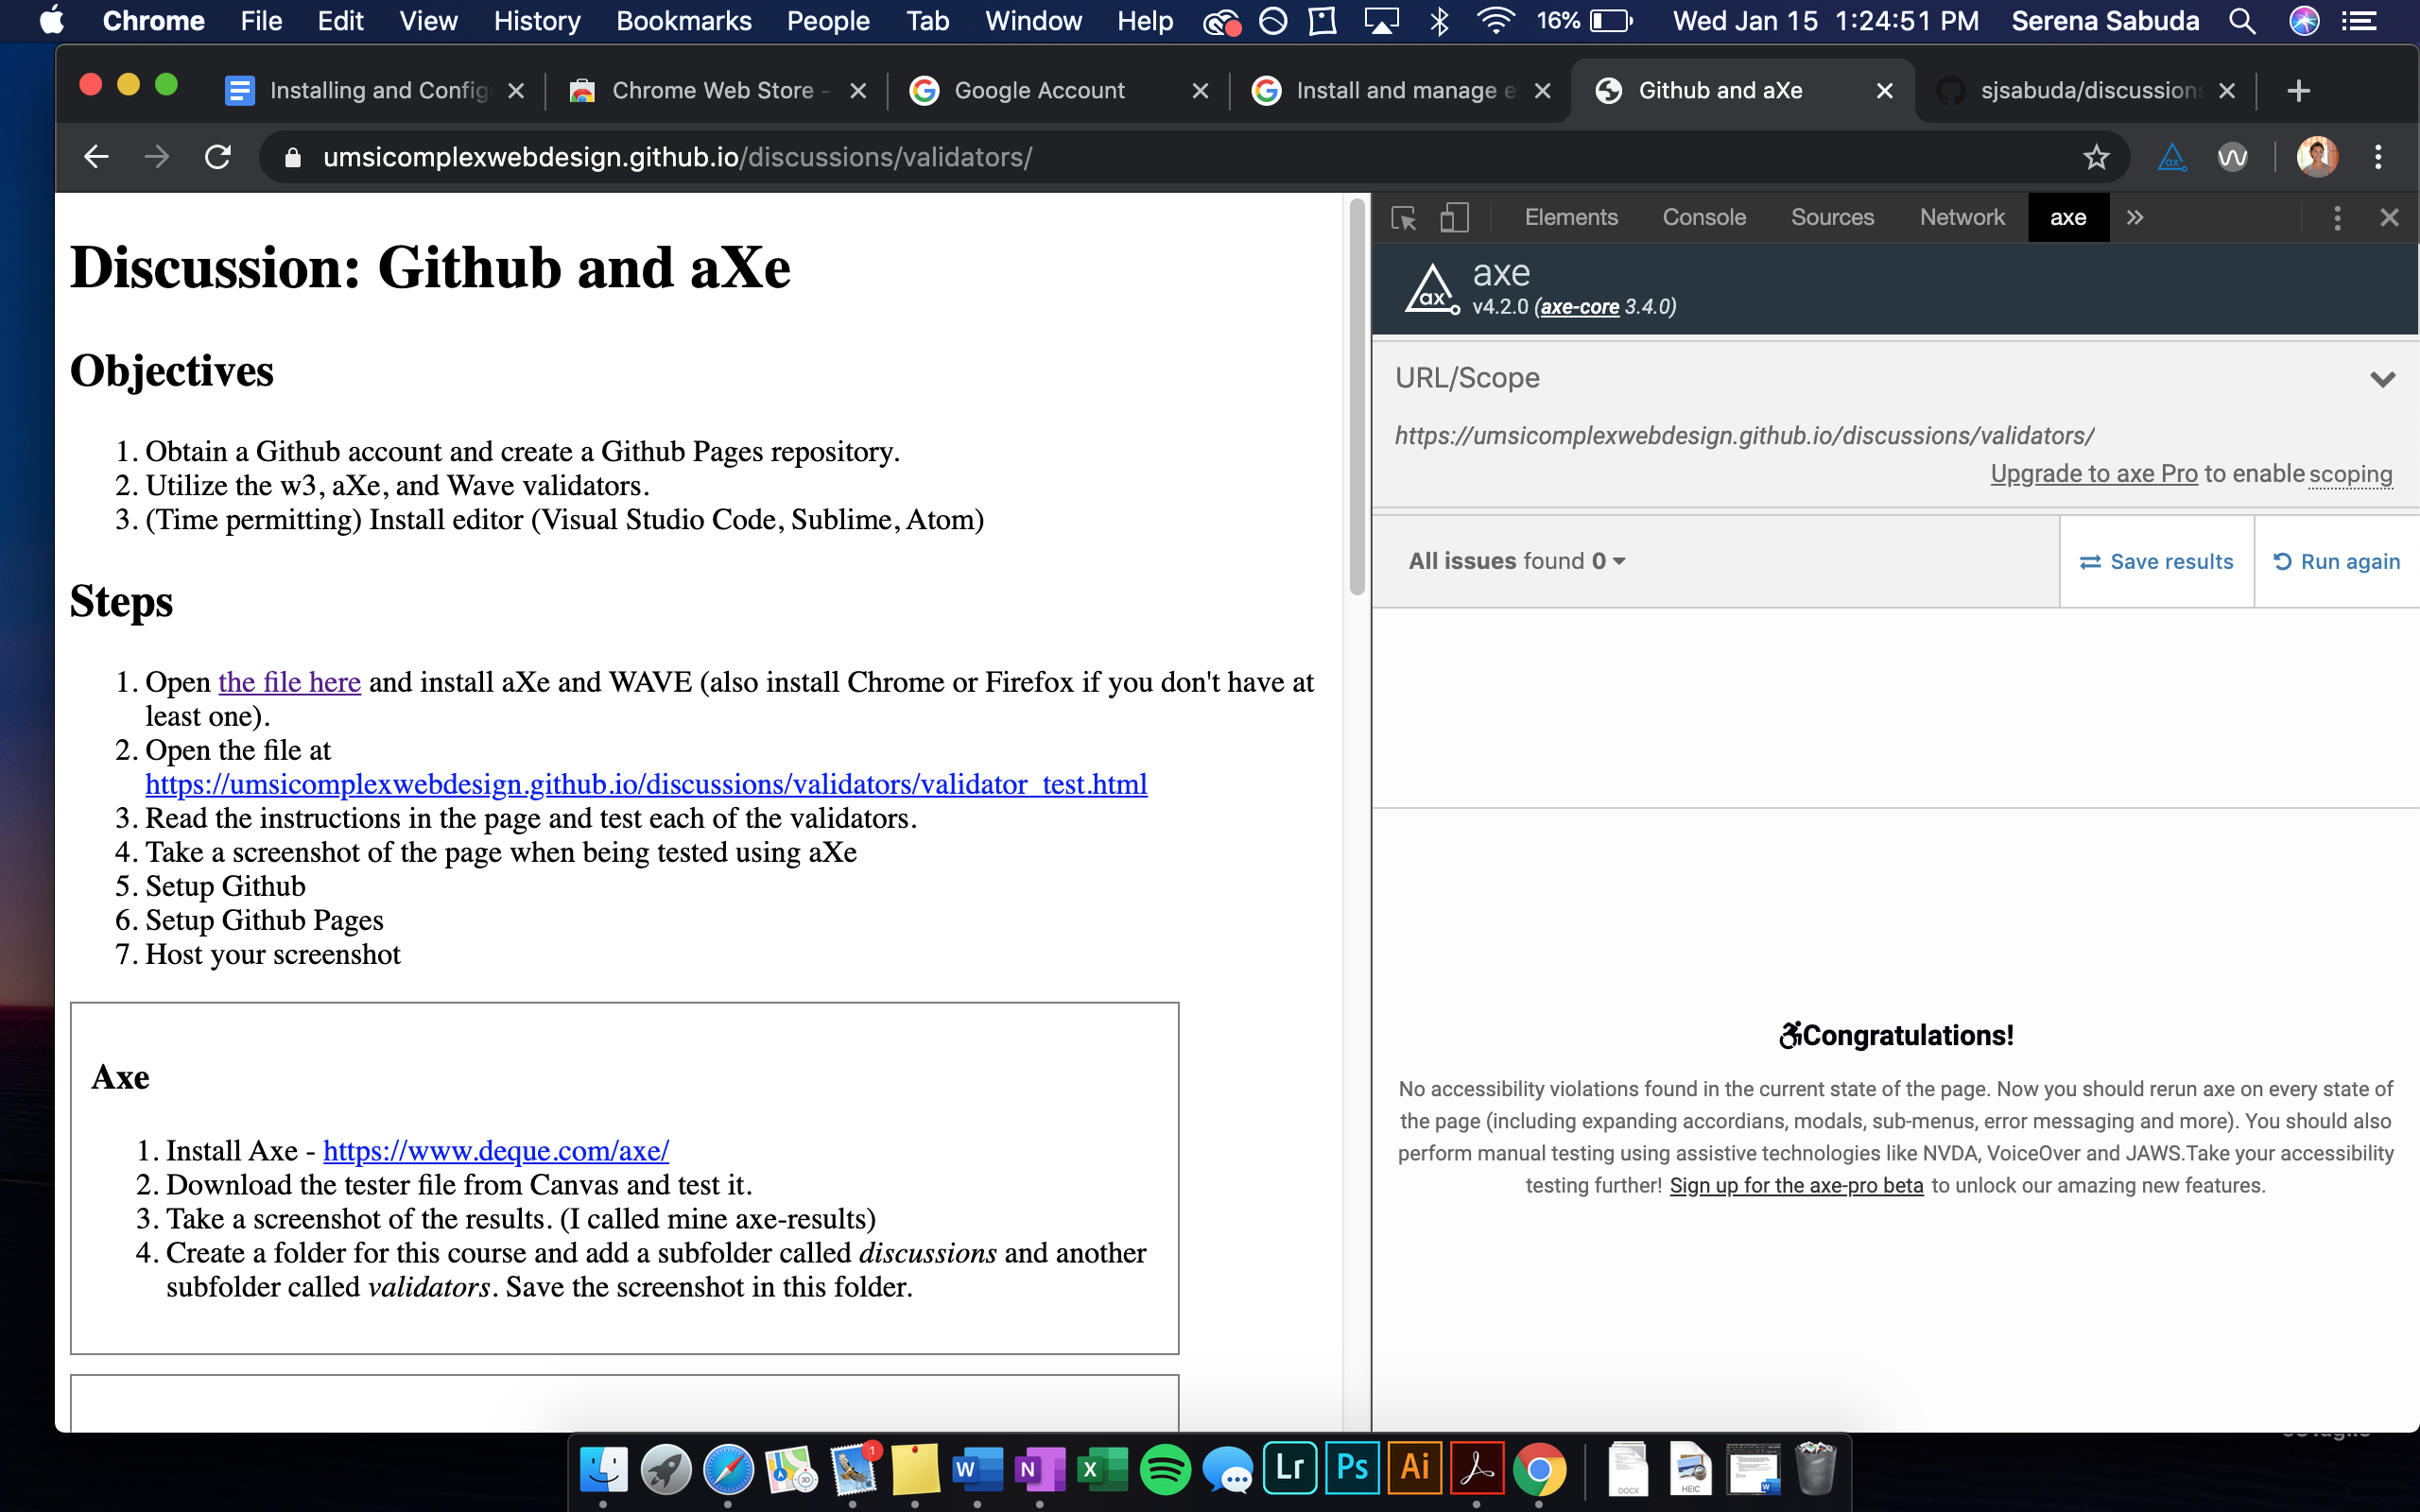 Chrome File Edit View History Bookmarks People Tab Window Help 16% Wed Jan 15 1:24:51 PM Serena Sabuda
Installing and Config Chrome Web Store - Google Account Install and manage e Github and aXe sjsabuda/discussions
umsicomplexwebdesign.github.io/discussions/validators/
Discussion: Github and aXe
Objectives
1. Obtain a Github account and create a Github Pages repository.
2. Utilize the w3, aXe, and Wave validators.
3. (Time permitting) Install editor (Visual Studio Code, Sublime, Atom)
Steps
1. Open the file here and install aXe and WAVE (also install Chrome or Firefox if you don't have at
least one).
2. Open the file at
https://umsicomplexwebdesign.github.io/discussions/validators/validator_test.html
3. Read the instructions in the page and test each of the validators.
4. Take a screenshot of the page when being tested using aXe
5. Setup Github
6. Setup Github Pages
7. Host your screenshot
Axe
1. Install Axe - https://www.deque.com/axe/
2. Download the tester file from Canvas and test it.
3. Take a screenshot of the results. (I called mine axe-results)
4. Create a folder for this course and add a subfolder called discussions and another
subfolder called validators. Save the screenshot in this folder.
Elements Console Sources Network axe »
axe
v4.2.0 (axe-core 3.4.0)
URL/Scope
https://umsicomplexwebdesign.github.io/discussions/validators/
Upgrade to axe Pro to enable scoping
All issues found 0 Save results Run again
Congratulations!
No accessibility violations found in the current state of the page. Now you should rerun axe on every state of
the page (including expanding accordians, modals, sub-menus, error messaging and more). You should also
perform manual testing using assistive technologies like NVDA, VoiceOver and JAWS.Take your accessibility
testing further! Sign up for the axe-pro beta to unlock our amazing new features.
1
W N X Lr Ps Ai
DOCX HEIC